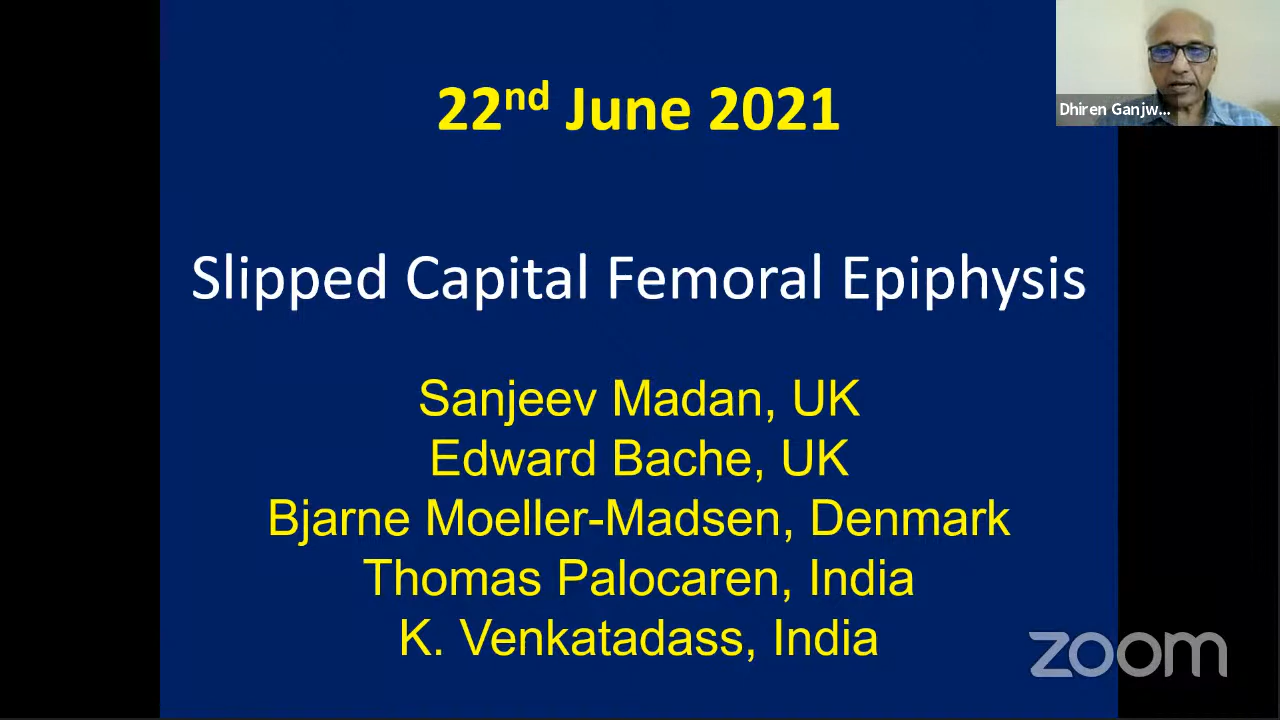 22nd June 2021
Dhiren Ganjw...
Slipped Capital Femoral Epiphysis
Sanjeev Madan, UK
Edward Bache, UK
Bjarne Moeller-Madsen, Denmark
Thomas Palocaren, India
K. Venkatadass, India
zoom